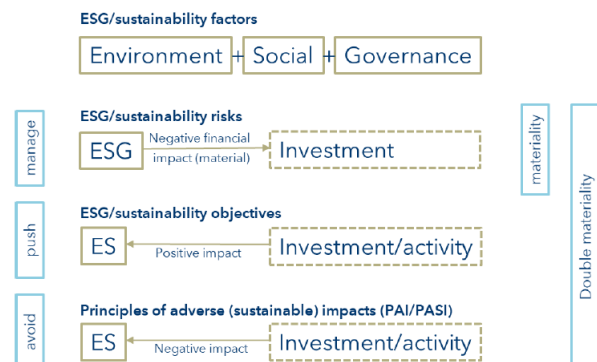 ESG/sustainability factors
Environment + Social + Governance
ESG/sustainability risks
manage
ESG
Negative financial
impact (material)
Investment
materiality
Double materiality
ESG/sustainability objectives
push
ES
Positive impact
Investment/activity
Principles of adverse (sustainable) impacts (PAI/PASI)
avoid
ES
Negative impact
Investment/activity